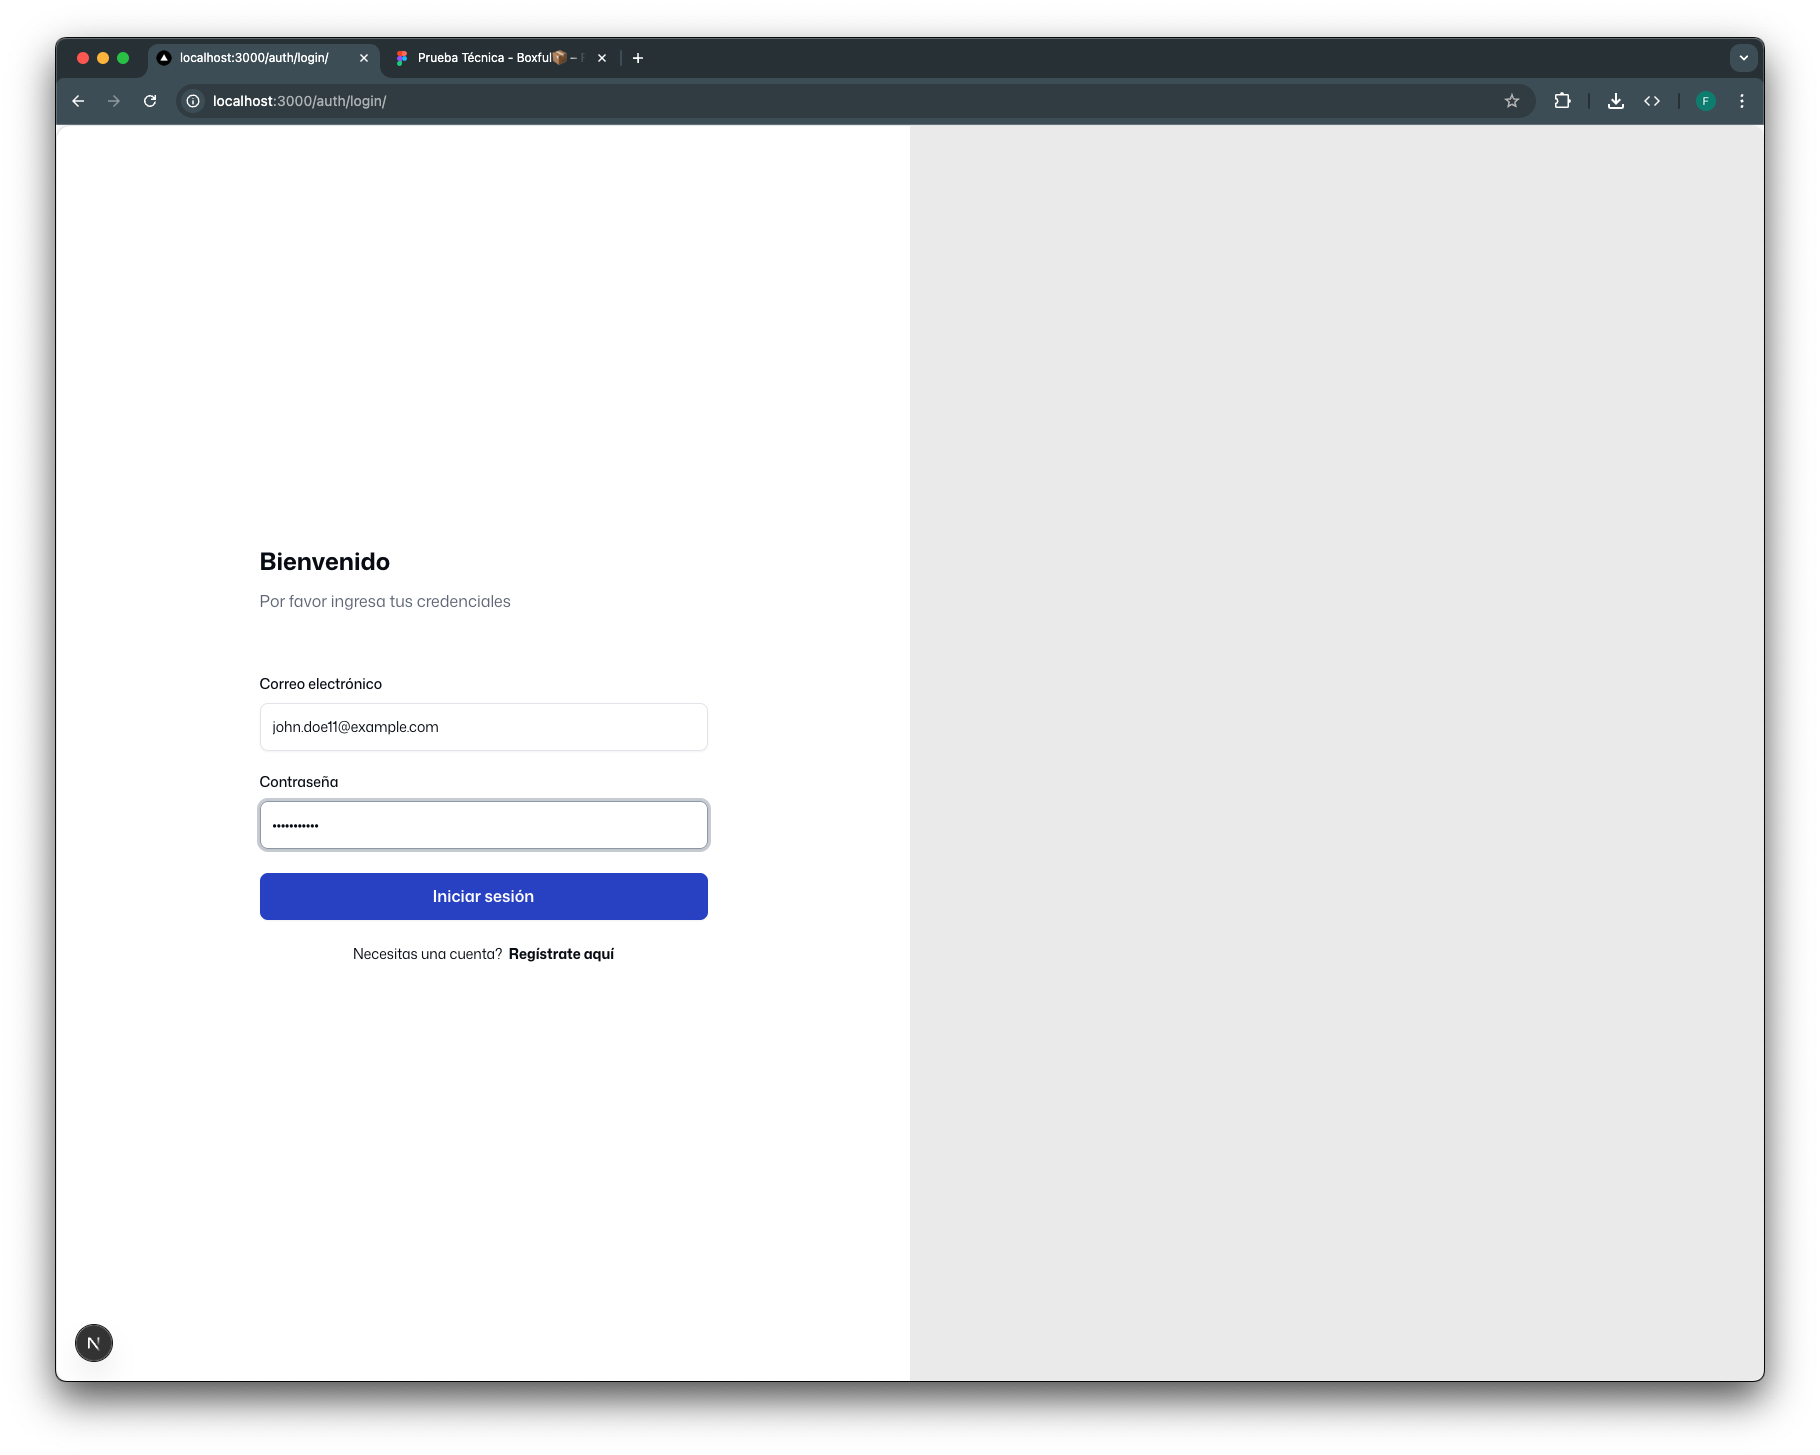 localhost:3000/auth/login/
Prueba Técnica - Boxful📦 –
localhost:3000/auth/login/
F
Bienvenido
Por favor ingresa tus credenciales
Correo electrónico
john.doe11@example.com
Contraseña
•••••••••••
Iniciar sesión
Necesitas una cuenta? Regístrate aquí
N